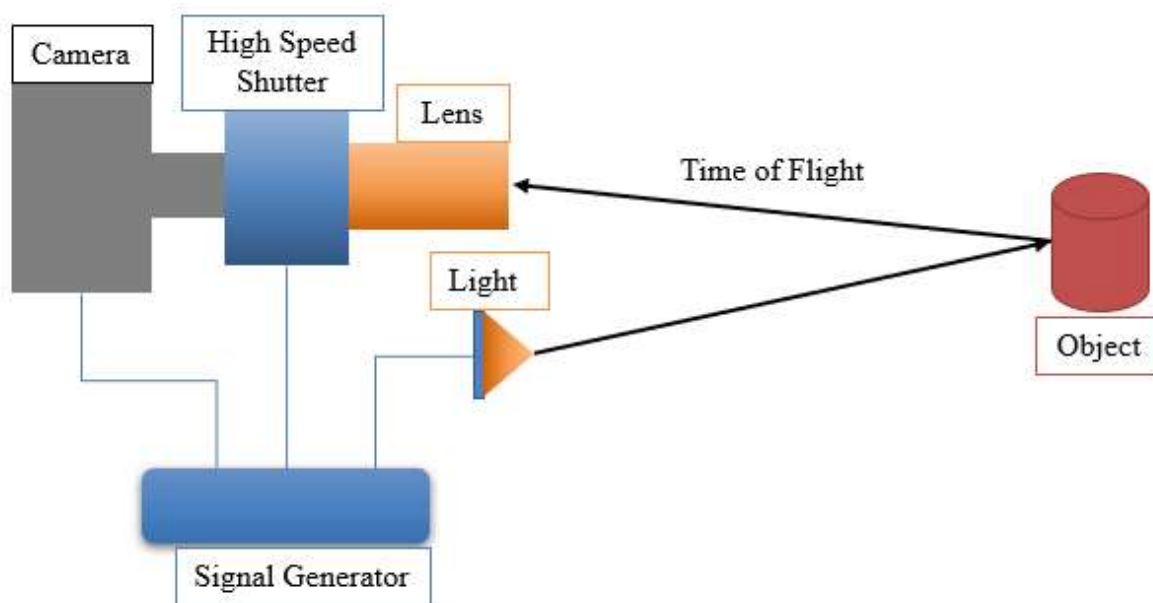 Camera
High Speed
Shutter
Lens
Time of Flight
Light
Object
Signal Generator